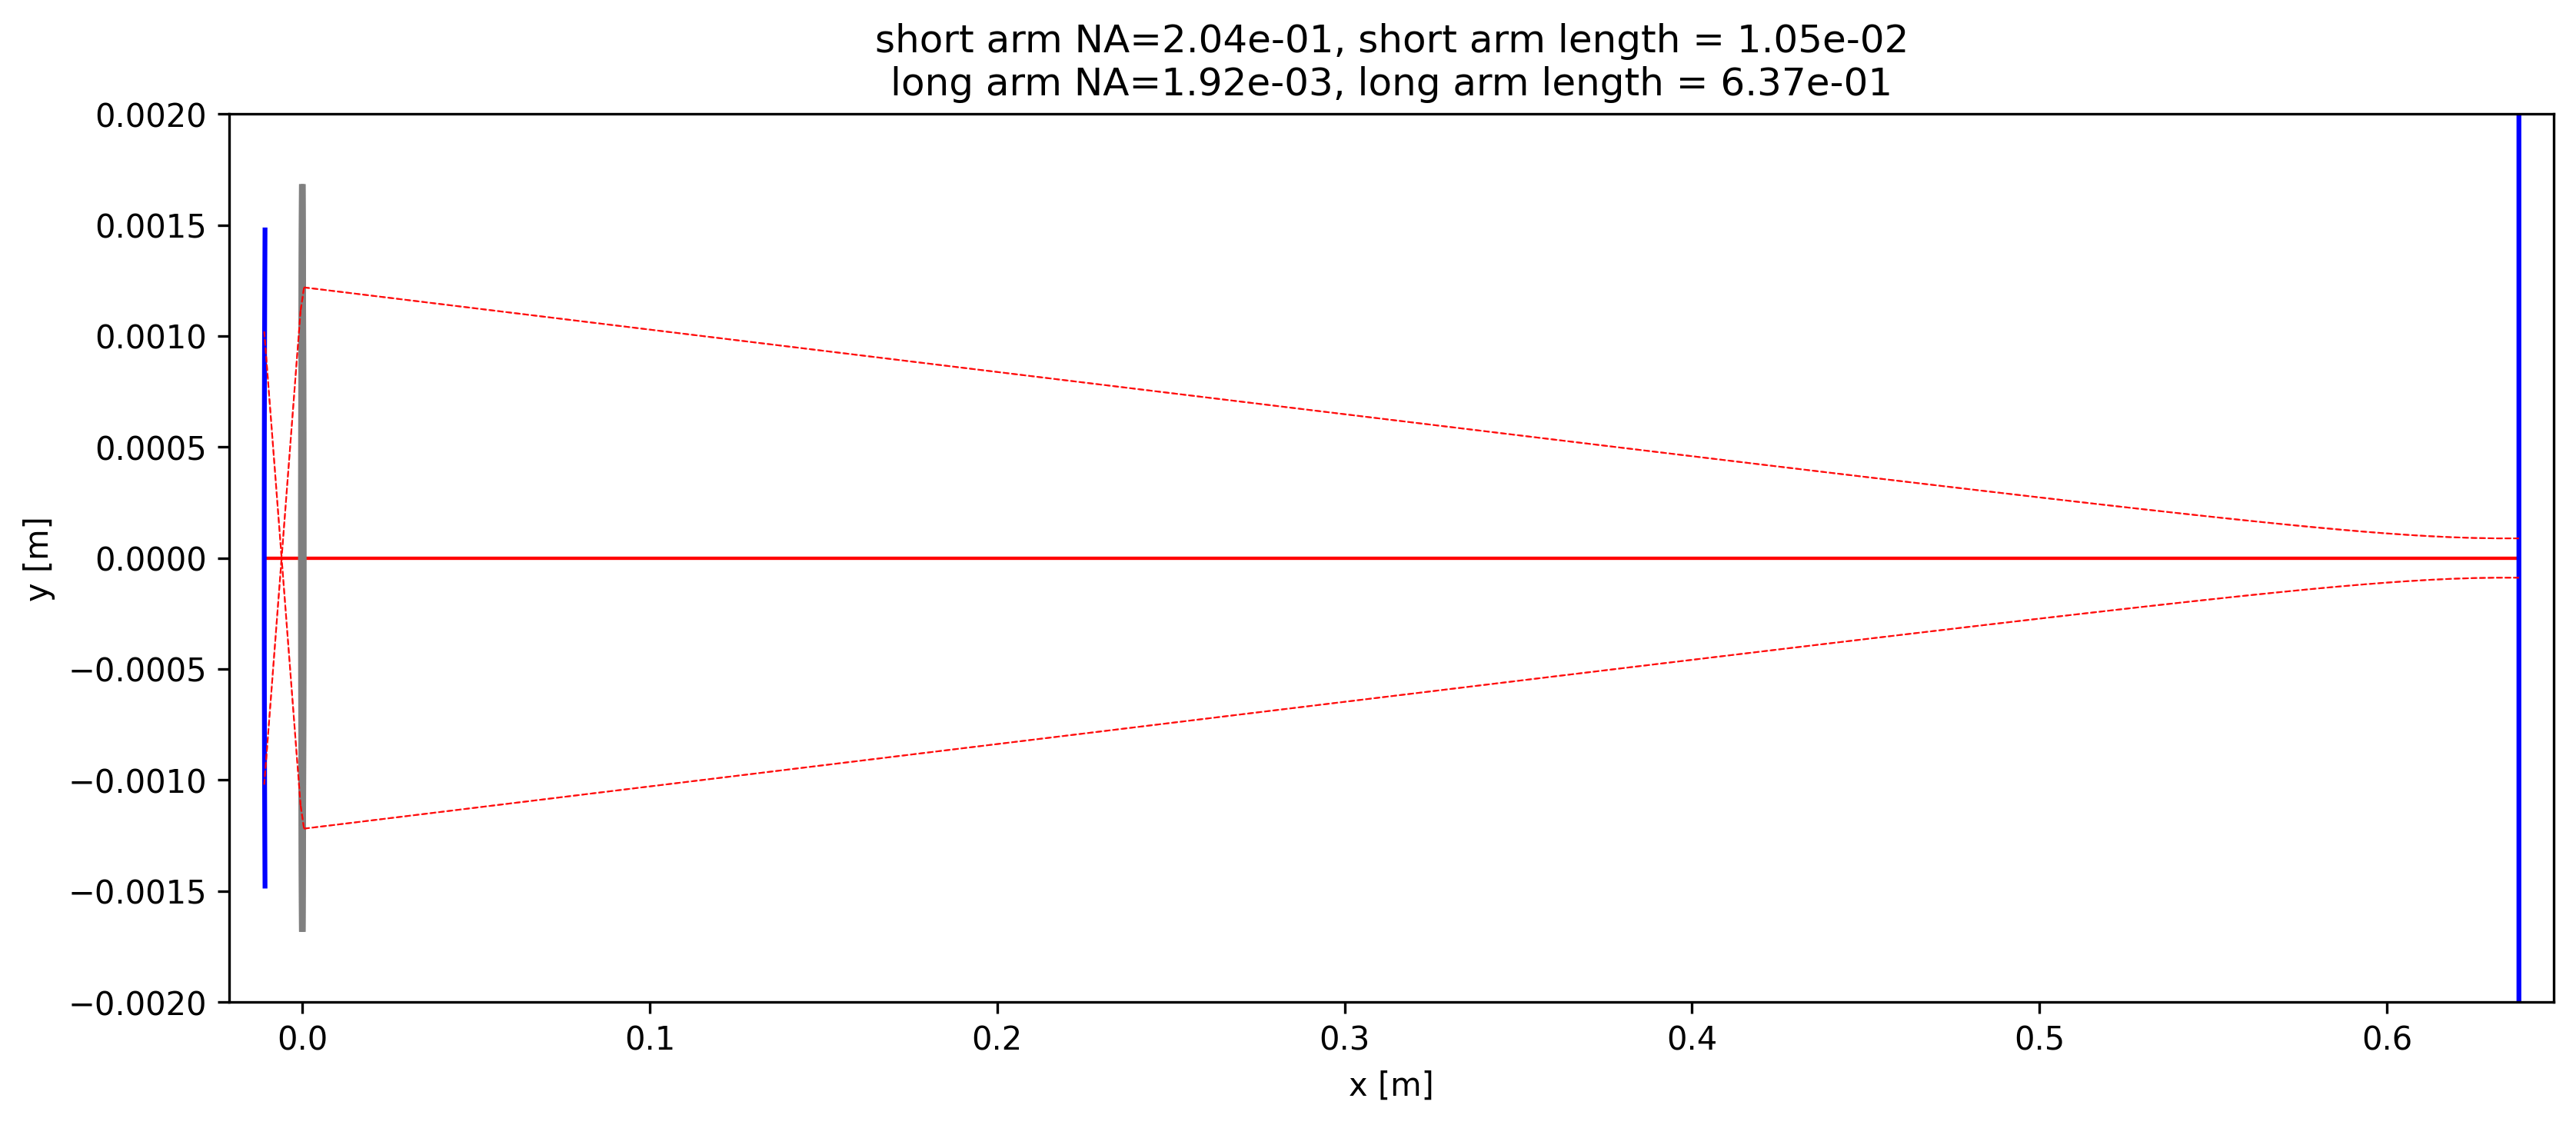 short arm NA=2.04e-01, short arm length = 1.05e-02
long arm NA=1.92e-03, long arm length = 6.37e-01
0.0020
0.0015
0.0010
0.0005
0.0000
−0.0005
−0.0010
−0.0015
−0.0020
y [m]
0.0 0.1 0.2 0.3 0.4 0.5 0.6
x [m]